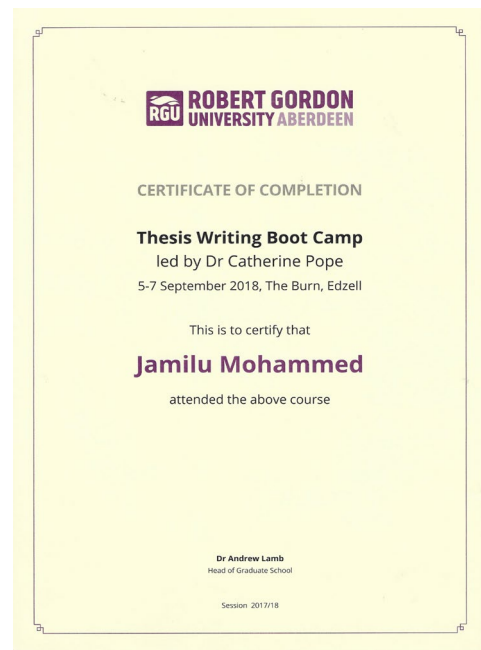 RGU
ROBERT GORDON
UNIVERSITY ABERDEEN
CERTIFICATE OF COMPLETION
Thesis Writing Boot Camp
led by Dr Catherine Pope
5-7 September 2018, The Burn, Edzell
This is to certify that
Jamilu Mohammed
attended the above course
Dr Andrew Lamb
Head of Graduate School
Session 2017/18